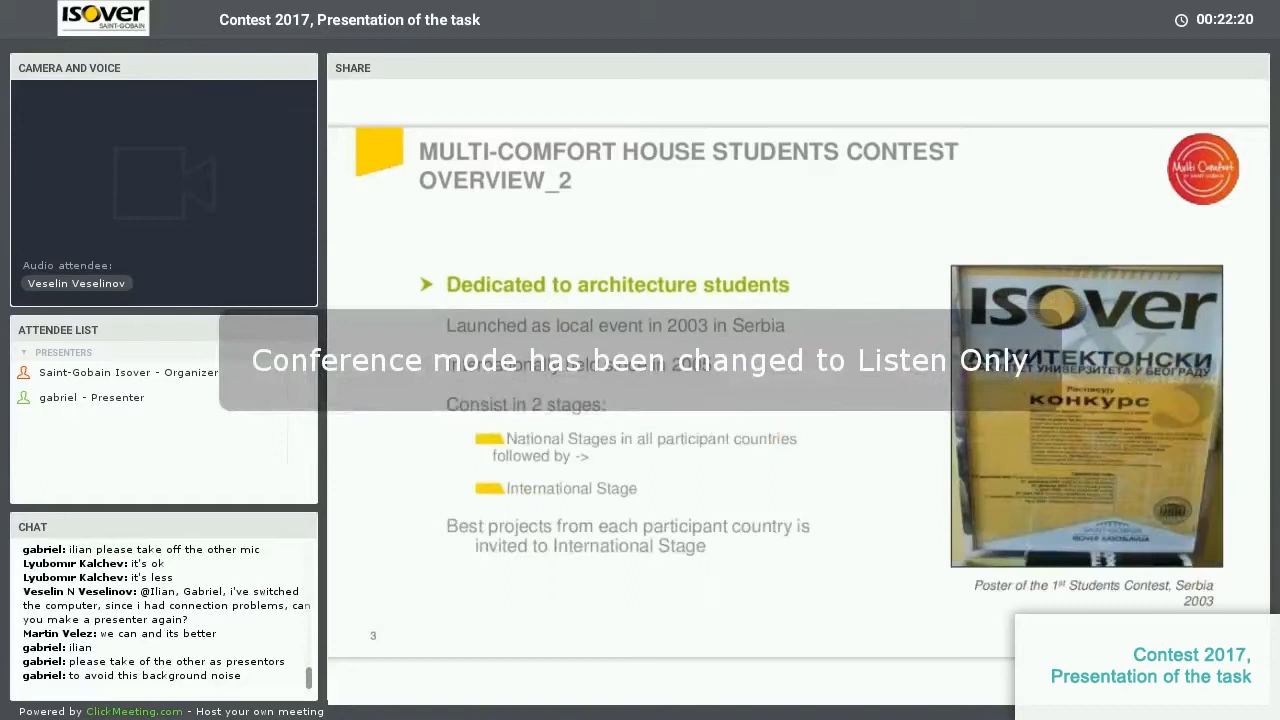 isover
SAINT-GOBAIN
Contest 2017, Presentation of the task
00:22:20
CAMERA AND VOICE
Audio attendee:
Veselin Veselinov
ATTENDEE LIST
PRESENTERS
Saint-Gobain Isover - Organizer
gabriel - Presenter
CHAT
gabriel: ilian please take off the other mic
Lyubomir Kalchev: it's ok
Lyubomir Kalchev: it's less
Veselin N Veselinov: @Ilian, Gabriel, i've switched
the computer, since i had connection problems, can
you make a presenter again?
Martin Velez: we can and its better
gabriel: ilian
gabriel: please take of the other as presentors
gabriel: to avoid this background noise
Powered by ClickMeeting.com - Host your own meeting
SHARE
MULTI-COMFORT HOUSE STUDENTS CONTEST
OVERVIEW_2
Multi Comfort
BY SAINT-GOBAIN
Dedicated to architecture students
Launched as local event in 2003 in Serbia
Conference mode has been changed to Listen Only
Consist in 2 stages:
National Stages in all participant countries
followed by ->
International Stage
Best projects from each participant country is
invited to International Stage
isover
КОНКУРС
Poster of the 1st Students Contest, Serbia
2003
3
Contest 2017,
Presentation of the task